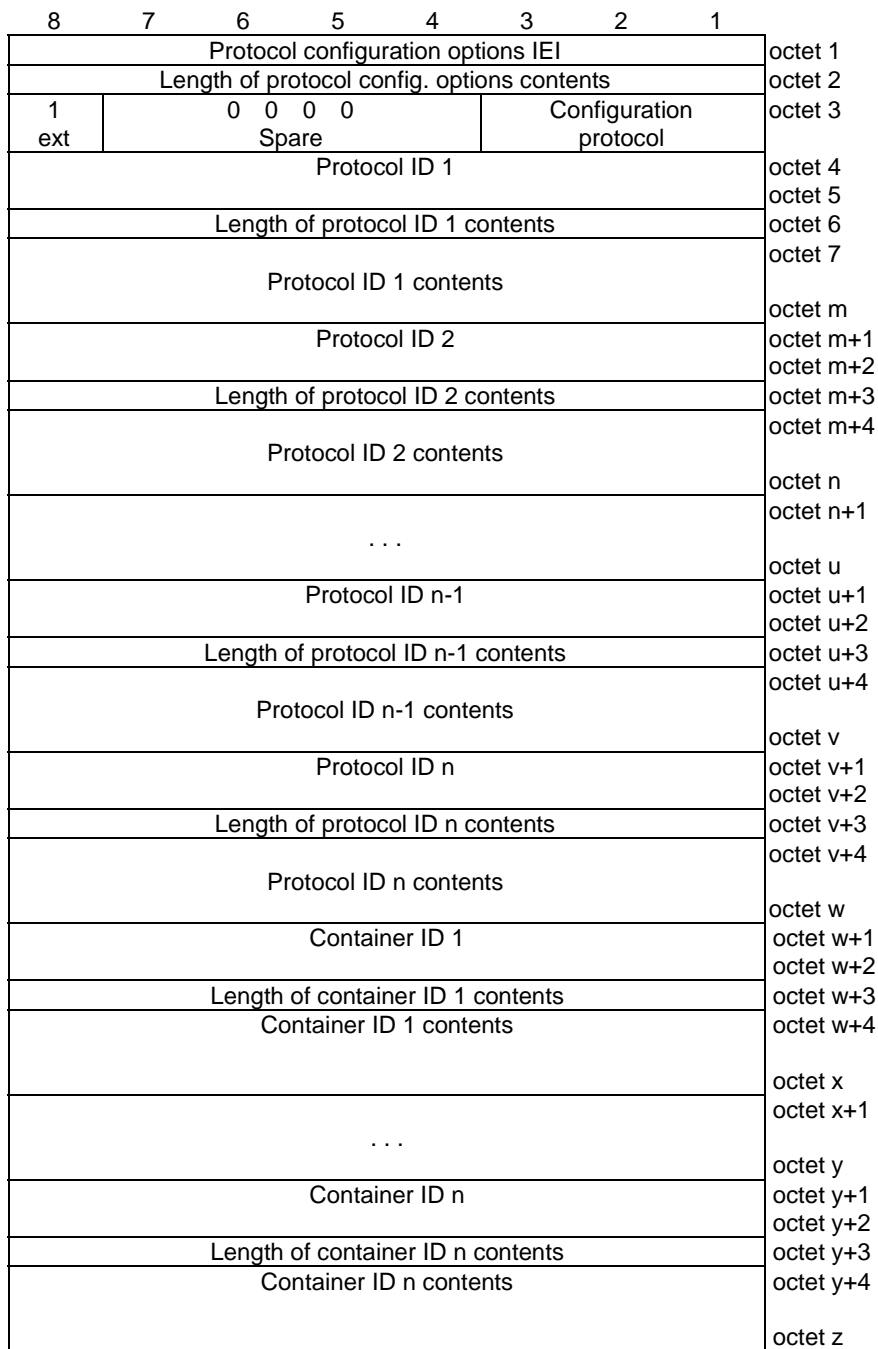 8 7 6 5 4 3 2 1
Protocol configuration options IEI octet 1
Length of protocol config. options contents octet 2
1 0 0 0 0 Configuration octet 3
ext Spare protocol
Protocol ID 1 octet 4
octet 5
Length of protocol ID 1 contents octet 6
octet 7
Protocol ID 1 contents
octet m
Protocol ID 2 octet m+1
octet m+2
Length of protocol ID 2 contents octet m+3
octet m+4
Protocol ID 2 contents
octet n
octet n+1
. . .
octet u
Protocol ID n-1 octet u+1
octet u+2
Length of protocol ID n-1 contents octet u+3
octet u+4
Protocol ID n-1 contents
octet v
Protocol ID n octet v+1
octet v+2
Length of protocol ID n contents octet v+3
octet v+4
Protocol ID n contents
octet w
Container ID 1 octet w+1
octet w+2
Length of container ID 1 contents octet w+3
Container ID 1 contents octet w+4
octet x
octet x+1
. . .
octet y
Container ID n octet y+1
octet y+2
Length of container ID n contents octet y+3
Container ID n contents octet y+4
octet z